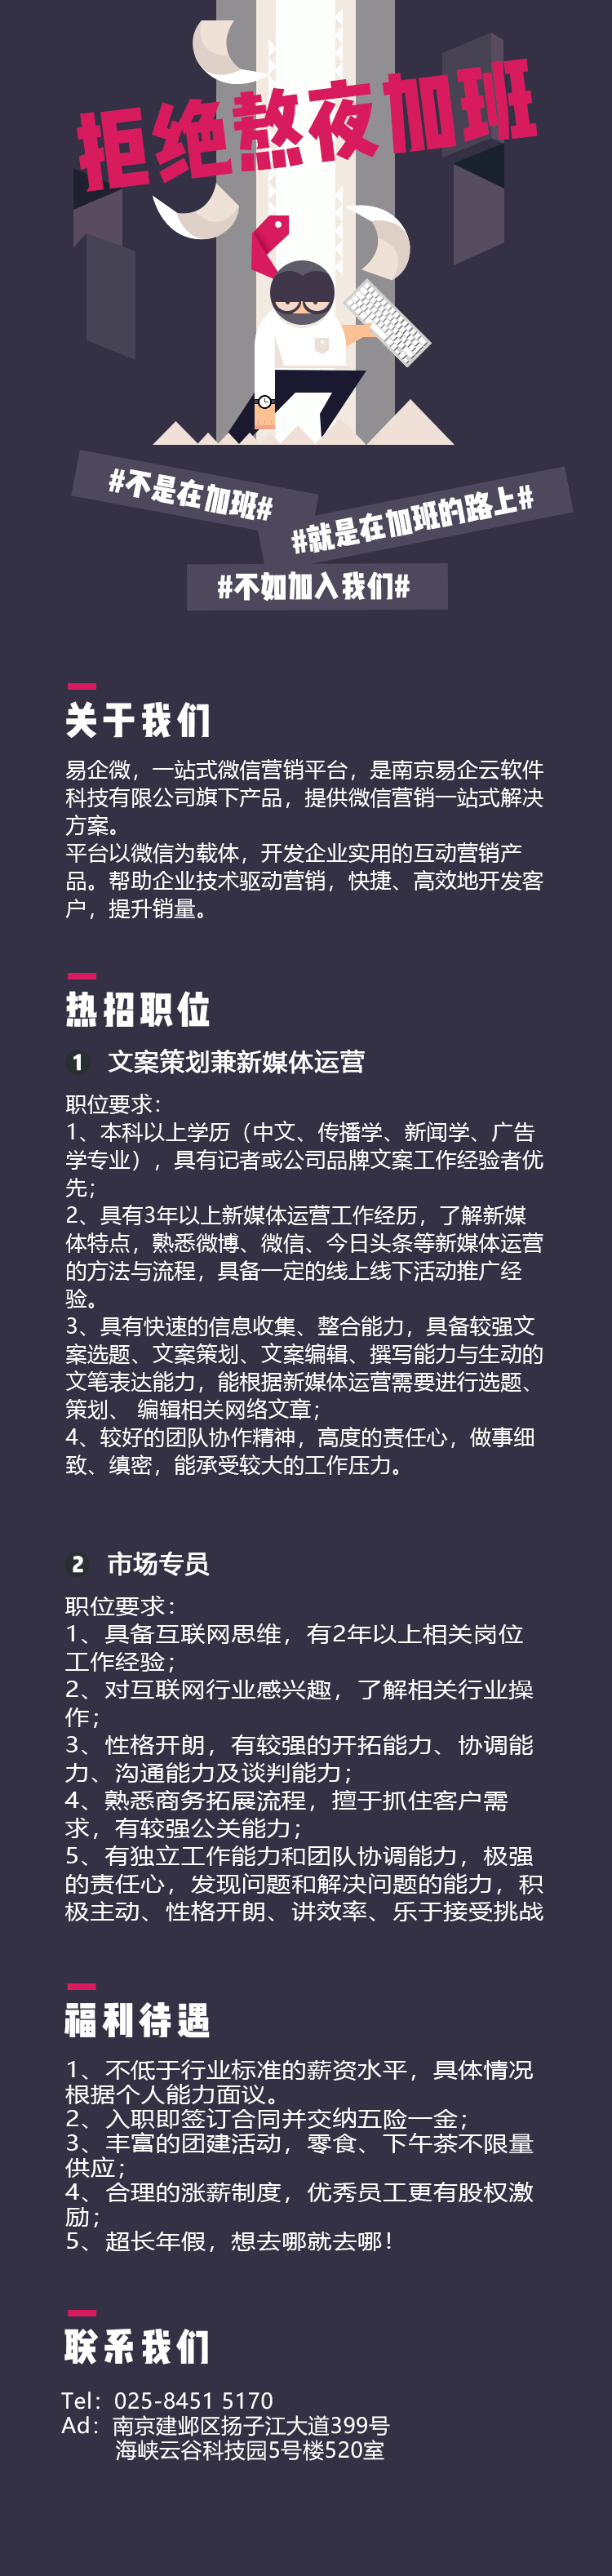 拒绝熬夜加班
#不是在加班#
#就是在加班的路上#
#不如加入我们#
关于我们
易企微，一站式微信营销平台，是南京易企云软件
科技有限公司旗下产品，提供微信营销一站式解决
方案。
平台以微信为载体，开发企业实用的互动营销产
品。帮助企业技术驱动营销，快捷、高效地开发客
户，提升销量。
热招职位
1 文案策划兼新媒体运营
职位要求：
1、本科以上学历（中文、传播学、新闻学、广告
学专业），具有记者或公司品牌文案工作经验者优
先；
2、具有3年以上新媒体运营工作经历，了解新媒
体特点，熟悉微博、微信、今日头条等新媒体运营
的方法与流程，具备一定的线上线下活动推广经
验。
3、具有快速的信息收集、整合能力，具备较强文
案选题、文案策划、文案编辑、撰写能力与生动的
文笔表达能力，能根据新媒体运营需要进行选题、
策划、 编辑相关网络文章；
4、较好的团队协作精神，高度的责任心，做事细
致、缜密，能承受较大的工作压力。
2 市场专员
职位要求：
1、具备互联网思维，有2年以上相关岗位
工作经验；
2、对互联网行业感兴趣，了解相关行业操
作；
3、性格开朗，有较强的开拓能力、协调能
力、沟通能力及谈判能力；
4、熟悉商务拓展流程，擅于抓住客户需
求，有较强公关能力；
5、有独立工作能力和团队协调能力，极强
的责任心，发现问题和解决问题的能力，积
极主动、性格开朗、讲效率、乐于接受挑战
福利待遇
1、不低于行业标准的薪资水平，具体情况
根据个人能力面议。
2、入职即签订合同并交纳五险一金；
3、丰富的团建活动，零食、下午茶不限量
供应；
4、合理的涨薪制度，优秀员工更有股权激
励；
5、超长年假，想去哪就去哪！
联系我们
Tel：025-8451 5170
Ad：南京建邺区扬子江大道399号
海峡云谷科技园5号楼520室